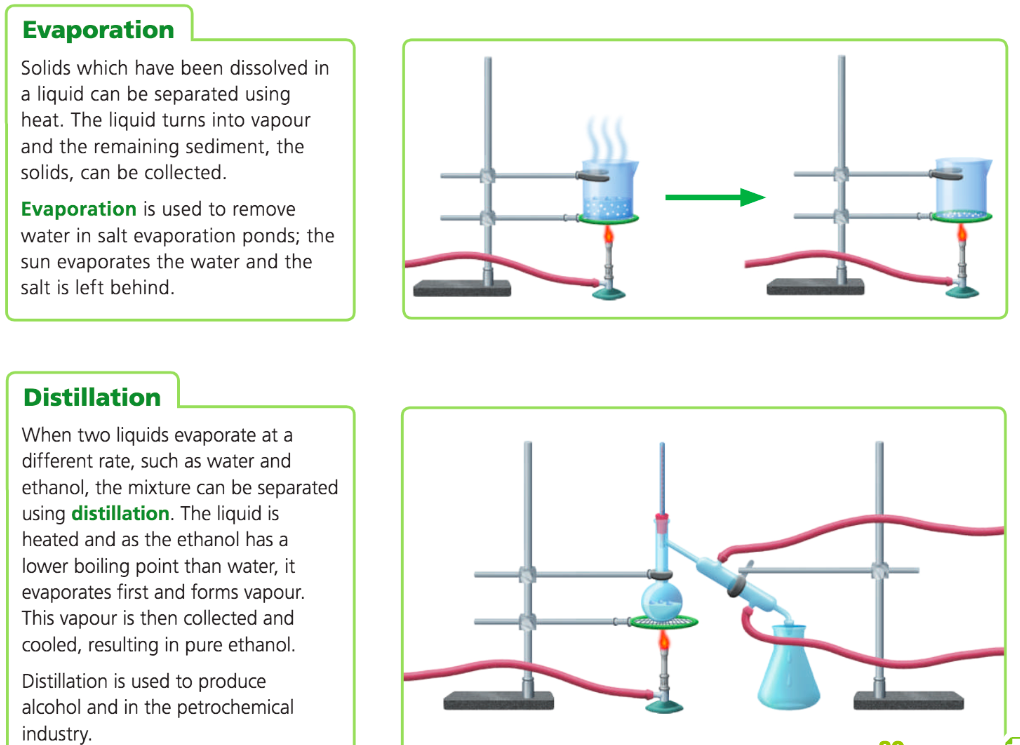 Evaporation
Solids which have been dissolved in
a liquid can be separated using
heat. The liquid turns into vapour
and the remaining sediment, the
solids, can be collected.
Evaporation is used to remove
water in salt evaporation ponds; the
sun evaporates the water and the
salt is left behind.
Distillation
When two liquids evaporate at a
different rate, such as water and
ethanol, the mixture can be separated
using distillation. The liquid is
heated and as the ethanol has a
lower boiling point than water, it
evaporates first and forms vapour.
This vapour is then collected and
cooled, resulting in pure ethanol.
Distillation is used to produce
alcohol and in the petrochemical
industry.